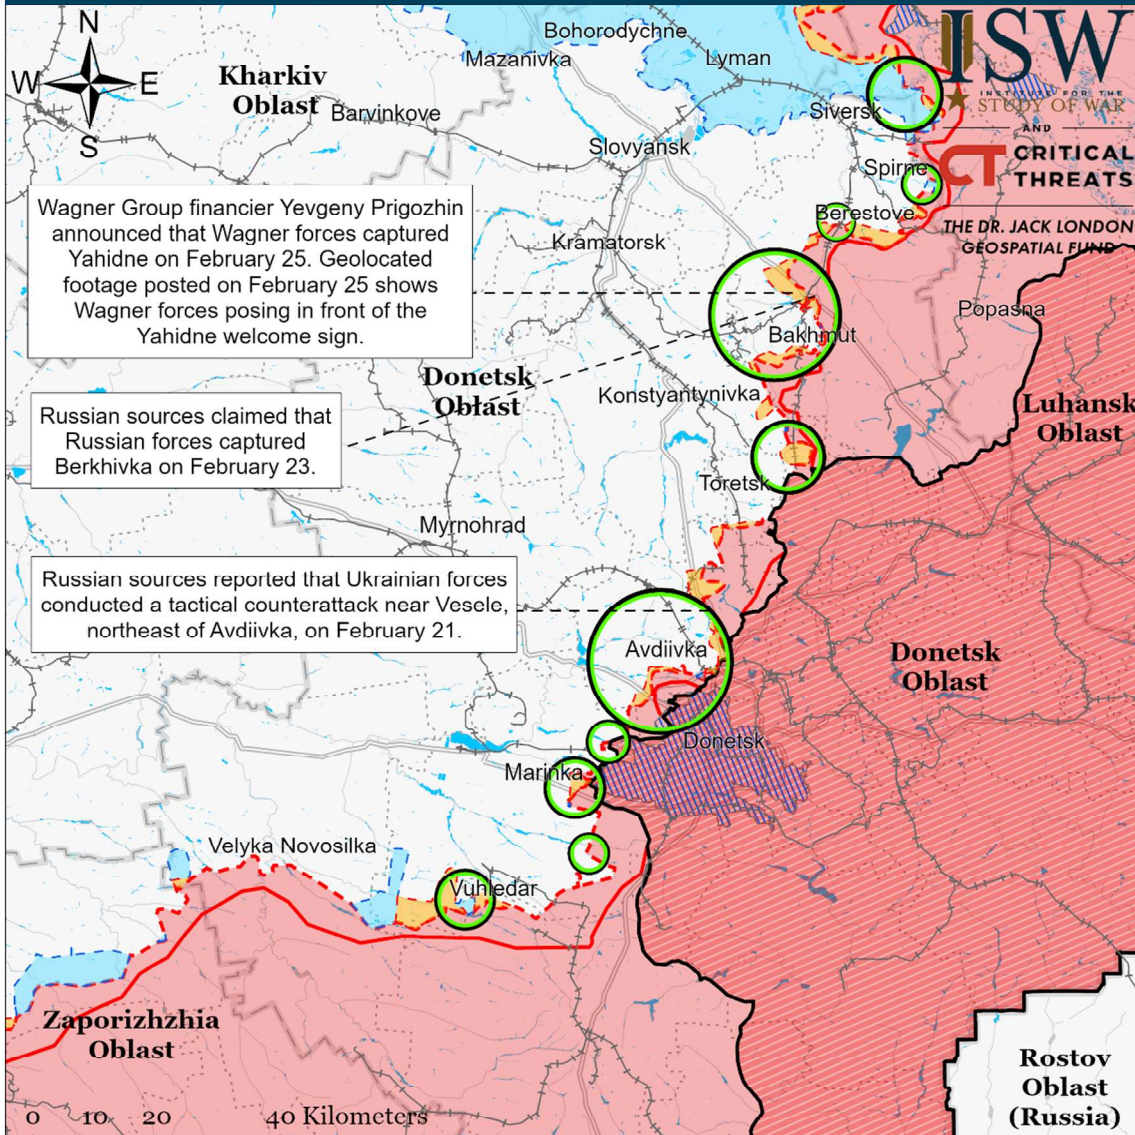 N
W
E
S
Kharkiv
Oblast
Barvinkove
Bohorodychne
Mazanivka
Lyman
Slovyansk
Siversk
ISW
INSTITUTE FOR THE
STUDY OF WAR
AND
CT CRITICAL
THREATS
THE DR. JACK LONDON
GEOSPATIAL FUND
Spirne
Berestove
Kramatorsk
Wagner Group financier Yevgeny Prigozhin
announced that Wagner forces captured
Yahidne on February 25. Geolocated
footage posted on February 25 shows
Wagner forces posing in front of the
Yahidne welcome sign.
Popasna
Bakhmut
Donetsk
Oblast
Konstyantynivka
Luhansk
Oblast
Russian sources claimed that
Russian forces captured
Berkhivka on February 23.
Toretsk
Myrnohrad
Russian sources reported that Ukrainian forces
conducted a tactical counterattack near Vesele,
northeast of Avdiivka, on February 21.
Avdiivka
Donetsk
Oblast
Donetsk
Marinka
Velyka Novosilka
Vuhledar
Zaporizhzhia
Oblast
Rostov
Oblast
(Russia)
0 10 20 40 Kilometers